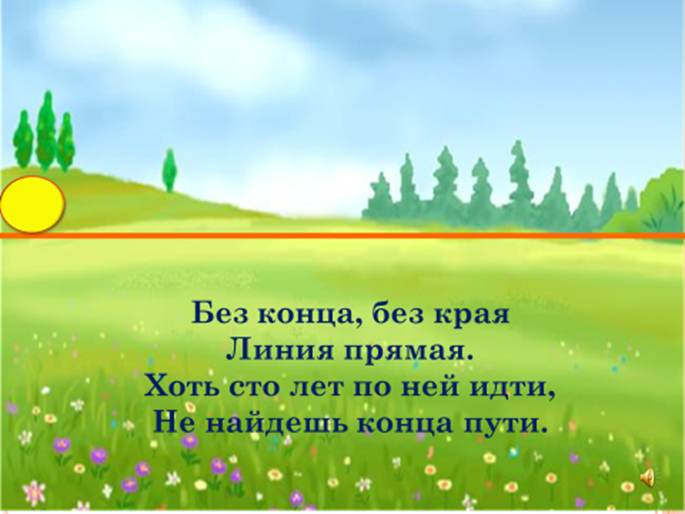 Без конца, без края
Линия прямая.
Хоть сто лет по ней идти,
Не найдешь конца пути.